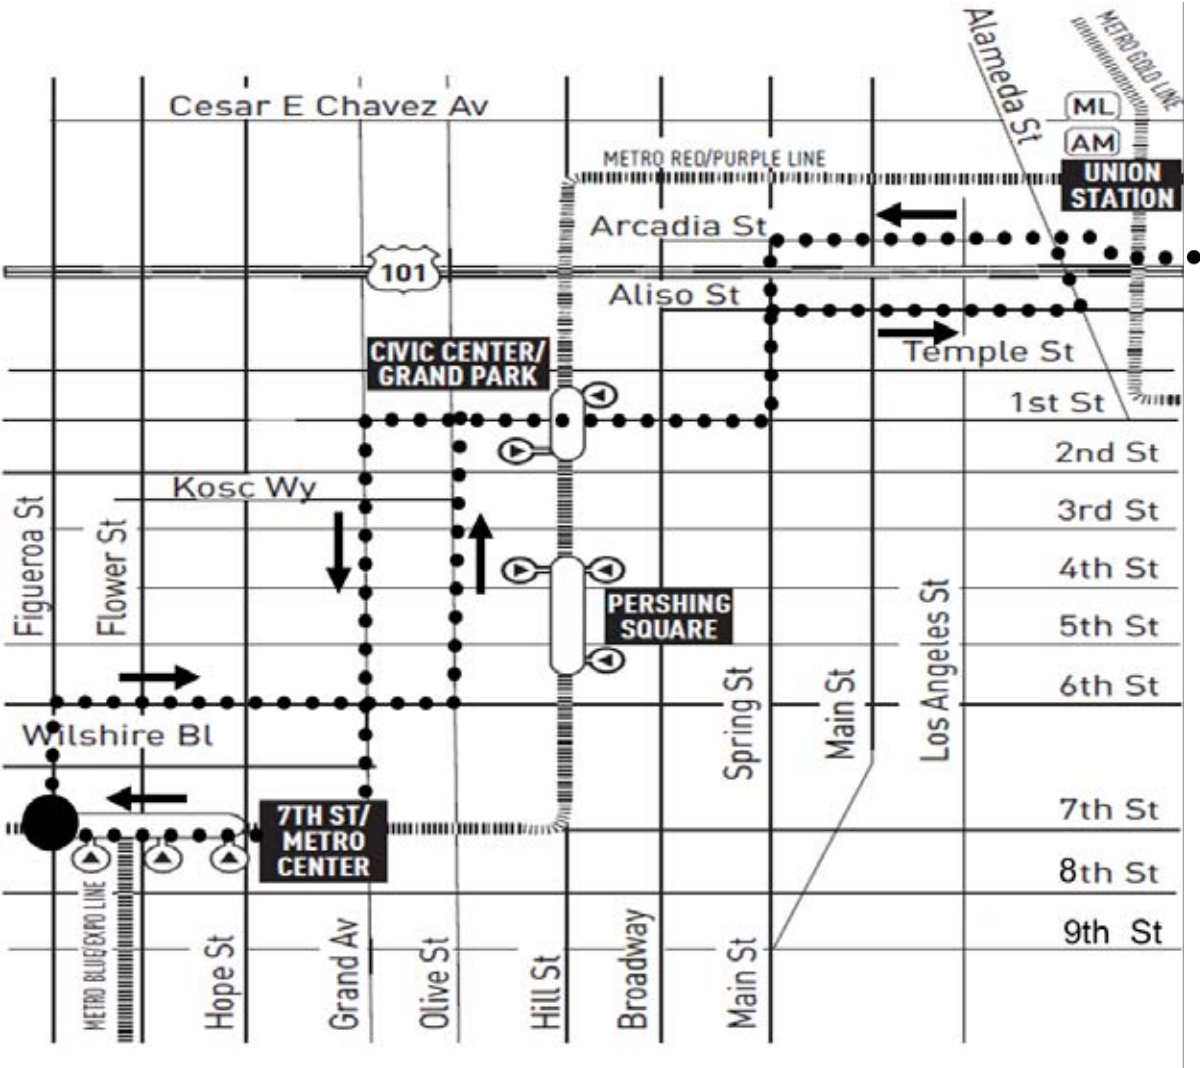 METRO GOLD LINE
Alameda St
Cesar E Chavez Av
ML
AM
METRO RED/PURPLE LINE
UNION
STATION
Arcadia St
101
Aliso St
CIVIC CENTER/
GRAND PARK
Temple St
1st St
2nd St
Kosc Wy
3rd St
Figueroa St
Flower St
4th St
PERSHING
SQUARE
5th St
Los Angeles St
6th St
Spring St
Main St
Wilshire Bl
7TH ST/
METRO
CENTER
7th St
8th St
9th St
METRO BLUE/EXPO LINE
Hope St
Grand Av
Olive St
Hill St
Broadway
Main St